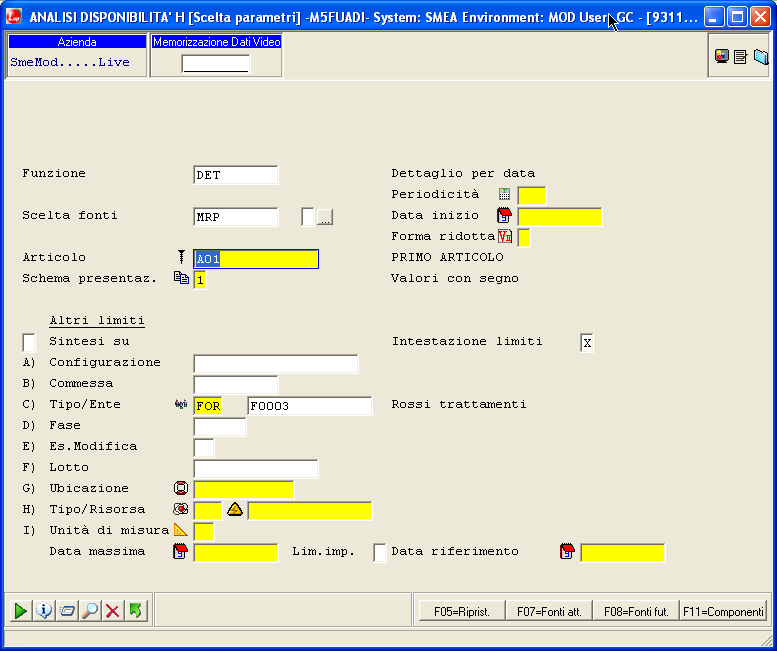 ANALISI DISPONIBILITA' H [Scelta parametri] -M5FUADI- System: SMEA Environment: MOD User: GC - [9311...
Azienda
Memorizzazione Dati Video
SmeMod.....Live
Funzione DET Dettaglio per data
Periodicità
Scelta fonti MRP ... Data inizio
Forma ridotta
Articolo A01 PRIMO ARTICOLO
Schema presentaz. 1 Valori con segno
Altri limiti
Sintesi su Intestazione limiti X
A) Configurazione
B) Commessa
C) Tipo/Ente FOR F0003 Rossi trattamenti
D) Fase
E) Es.Modifica
F) Lotto
G) Ubicazione
H) Tipo/Risorsa
I) Unità di misura
Data massima Lim.imp. Data riferimento
F05=Riprist. F07=Fonti att. F08=Fonti fut. F11=Componenti